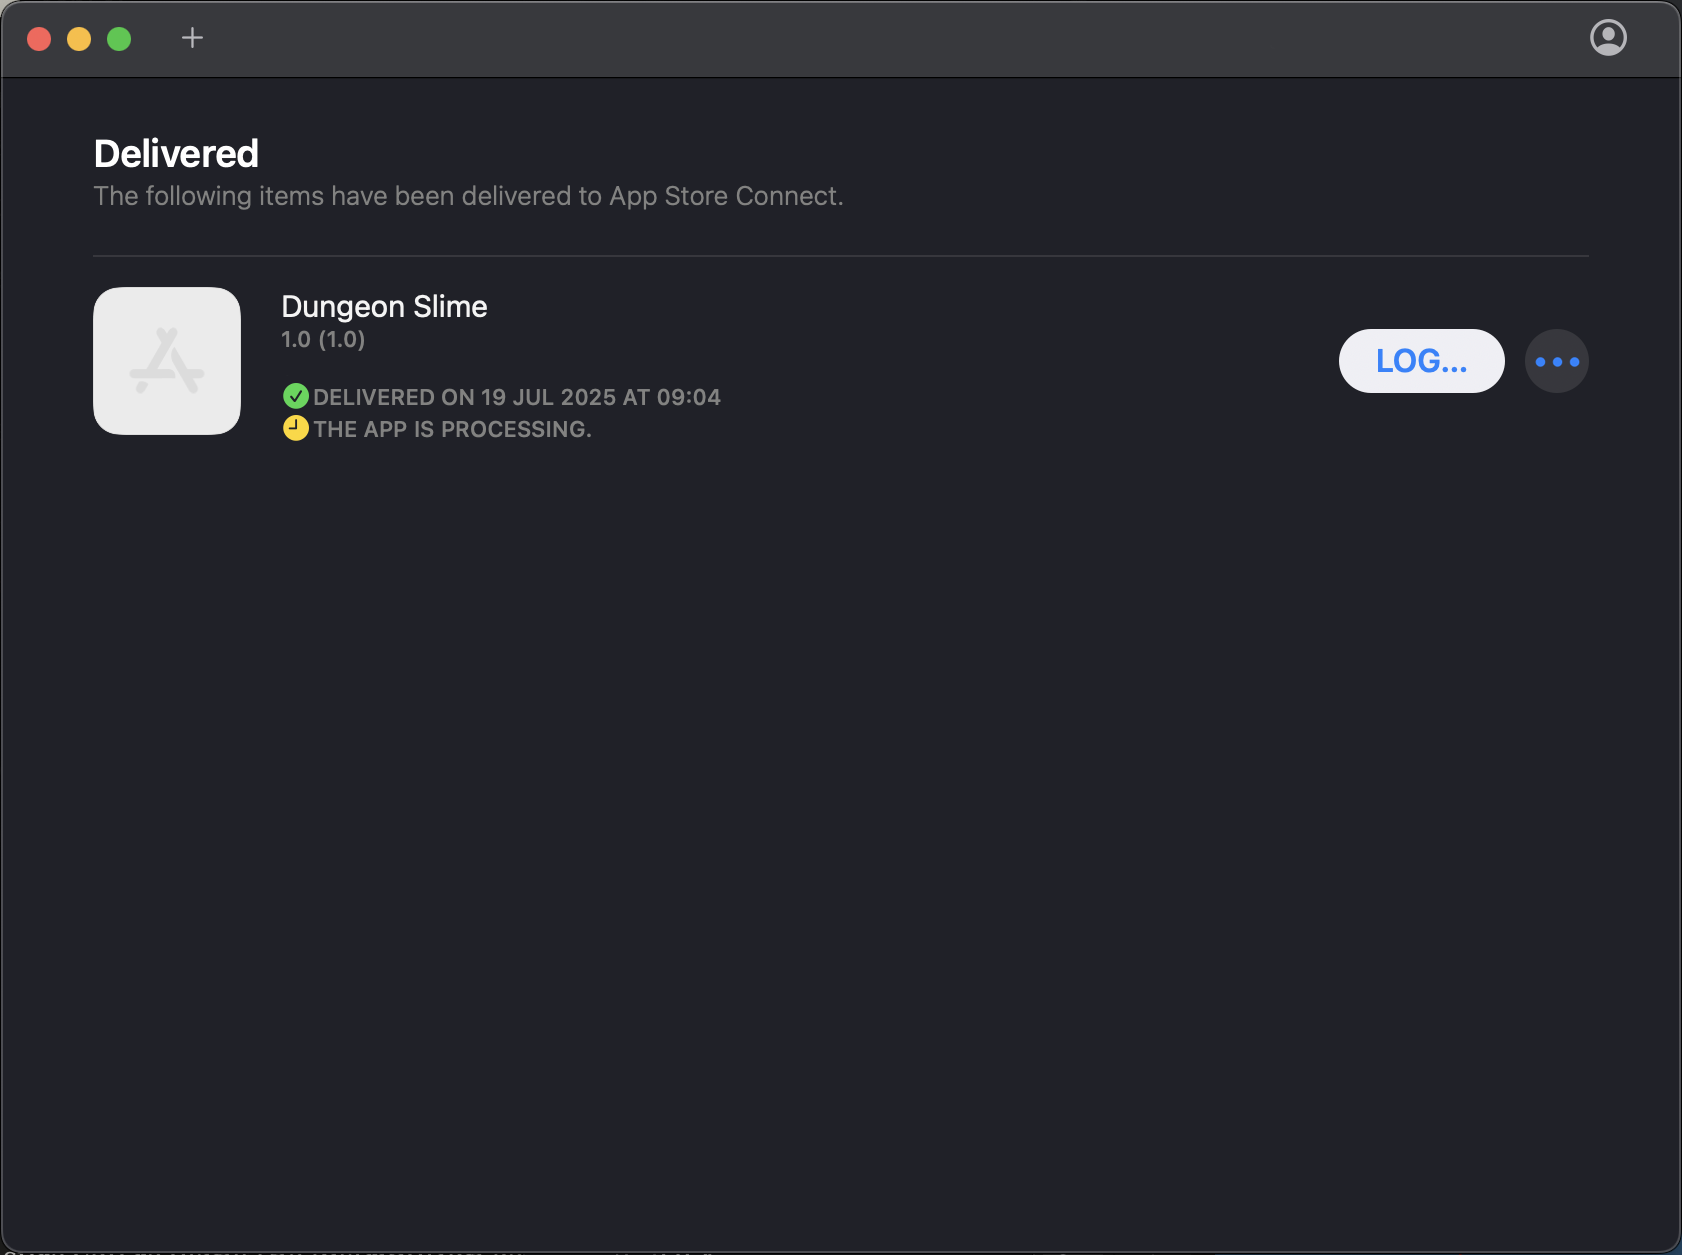 Delivered
The following items have been delivered to App Store Connect.
Dungeon Slime
1.0 (1.0)
LOG...
DELIVERED ON 19 JUL 2025 AT 09:04
THE APP IS PROCESSING.